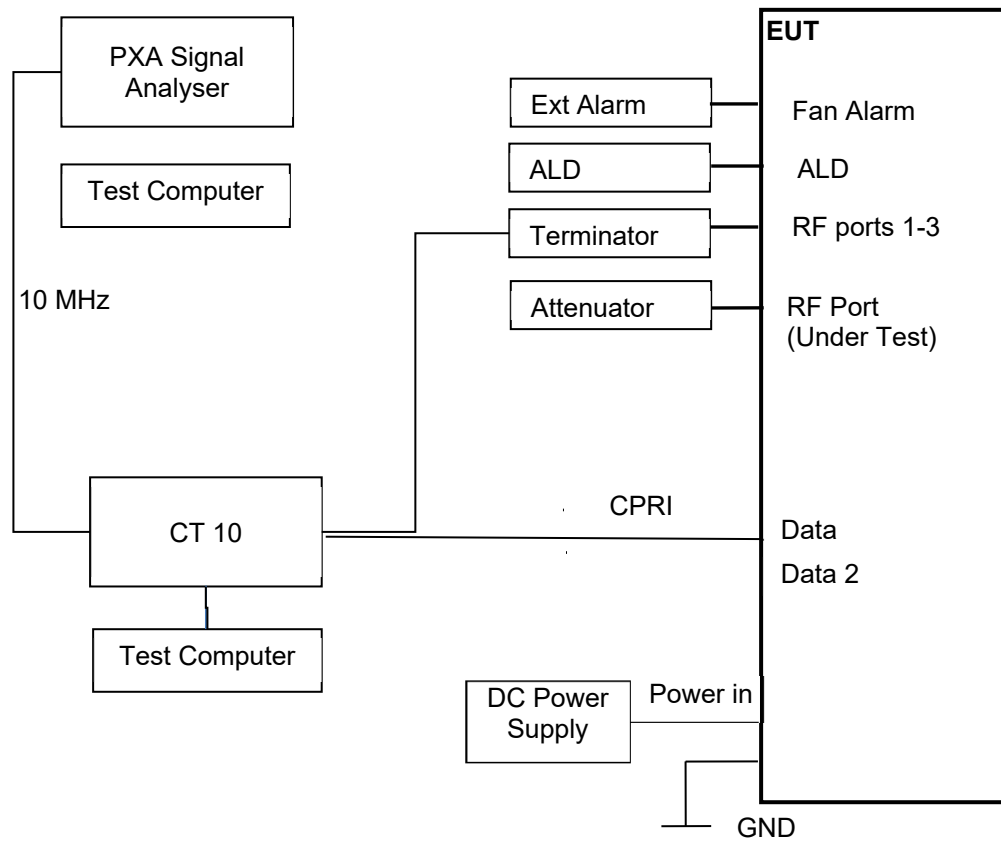 EUT
PXA Signal
Analyser
Ext Alarm
Fan Alarm
ALD
ALD
Test Computer
Terminator
RF ports 1-3
10 MHz
Attenuator
RF Port
(Under Test)
CPRI
CT 10
Data
Data 2
Test Computer
DC Power
Supply
Power in
GND